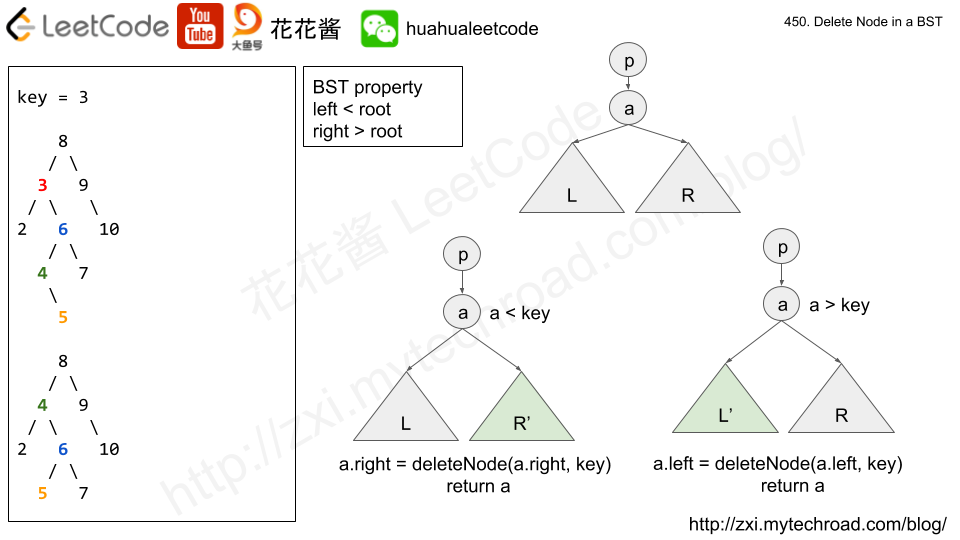 LeetCode
You
Tube
大鱼号
花花酱
huahualeetcode
450. Delete Node in a BST
key = 3
8
/ \
3 9
/ \ \
2 6 10
/ \
4 7
\
5
8
/ \
4 9
/ \ \
2 6 10
/ \
5 7
BST property
left < root
right > root
p
a
L R
p
a a < key
L R’
a.right = deleteNode(a.right, key)
return a
p
a a > key
L’ R
a.left = deleteNode(a.left, key)
return a
花花酱 LeetCode
http://zxi.mytechroad.com/blog/
http://zxi.mytechroad.com/blog/